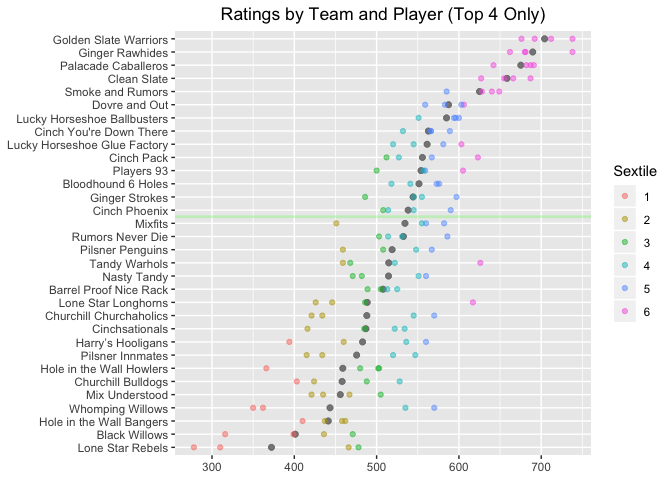 Ratings by Team and Player (Top 4 Only)
Golden Slate Warriors
Ginger Rawhides
Palacade Caballeros
Clean Slate
Smoke and Rumors
Dovre and Out
Lucky Horseshoe Ballbusters
Cinch You're Down There
Lucky Horseshoe Glue Factory
Cinch Pack
Players 93
Bloodhound 6 Holes
Ginger Strokes
Cinch Phoenix
Mixfits
Rumors Never Die
Pilsner Penguins
Tandy Warhols
Nasty Tandy
Barrel Proof Nice Rack
Lone Star Longhorns
Churchill Churchaholics
Cinchsationals
Harry's Hooligans
Pilsner Innmates
Hole in the Wall Howlers
Churchill Bulldogs
Mix Understood
Whomping Willows
Hole in the Wall Bangers
Black Willows
Lone Star Rebels
300 400 500 600 700
Sextile
1
2
3
4
5
6